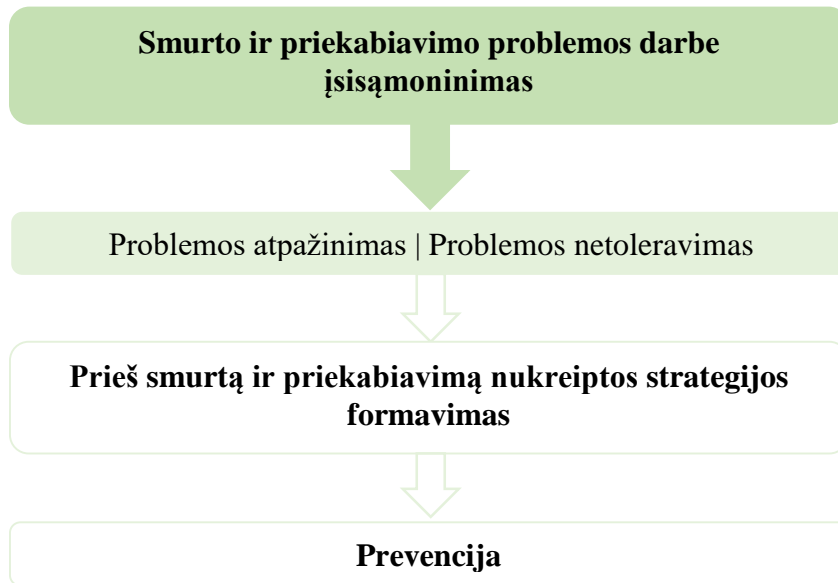 Smurto ir priekabiavimo problemos darbe
įsisąmoninimas
Problemos atpažinimas | Problemos netoleravimas
Prieš smurtą ir priekabiavimą nukreiptos strategijos
formavimas
Prevencija